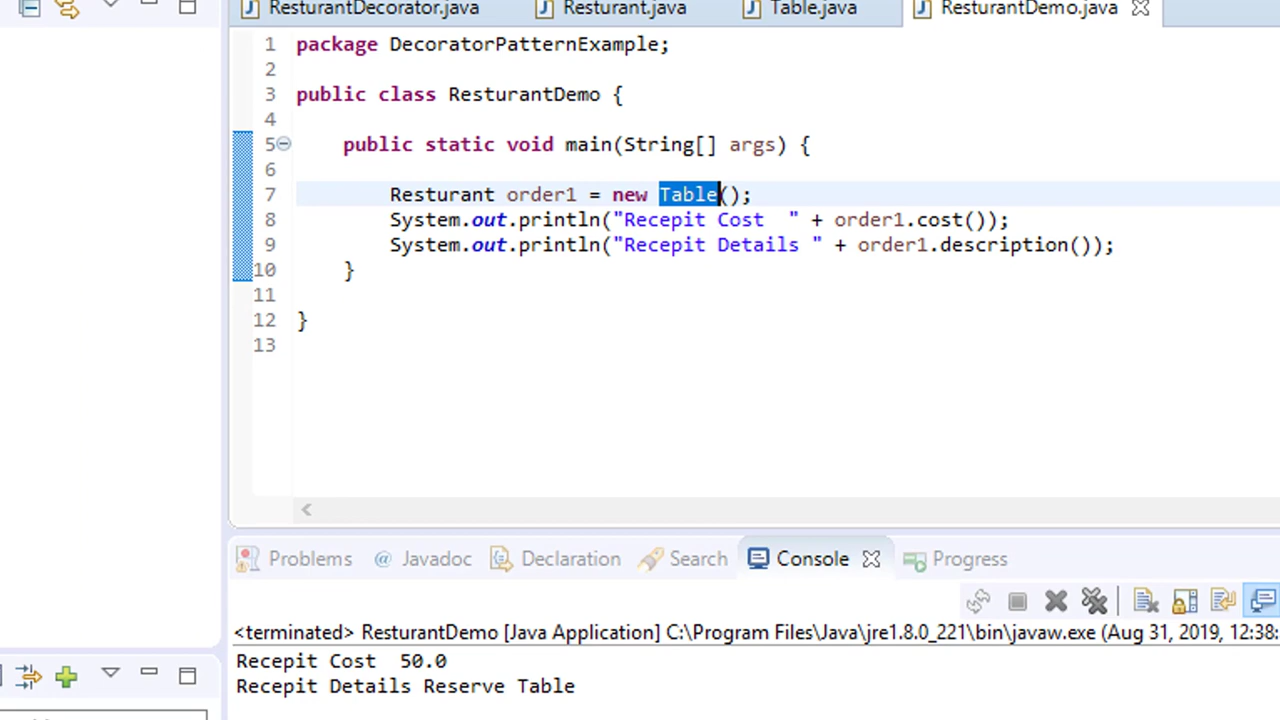 ResturantDecorator.java Resturant.java Table.java ResturantDemo.java
1 package DecoratorPatternExample;
2
3 public class ResturantDemo {
4
5 public static void main(String[] args) {
6
7 Resturant order1 = new Table();
8 System.out.println("Recepit Cost  " + order1.cost());
9 System.out.println("Recepit Details " + order1.description());
10 }
11
12 }
13
Problems @ Javadoc Declaration Search Console Progress
<terminated> ResturantDemo [Java Application] C:\Program Files\Java\jre1.8.0_221\bin\javaw.exe (Aug 31, 2019, 12:38:
Recepit Cost  50.0
Recepit Details Reserve Table